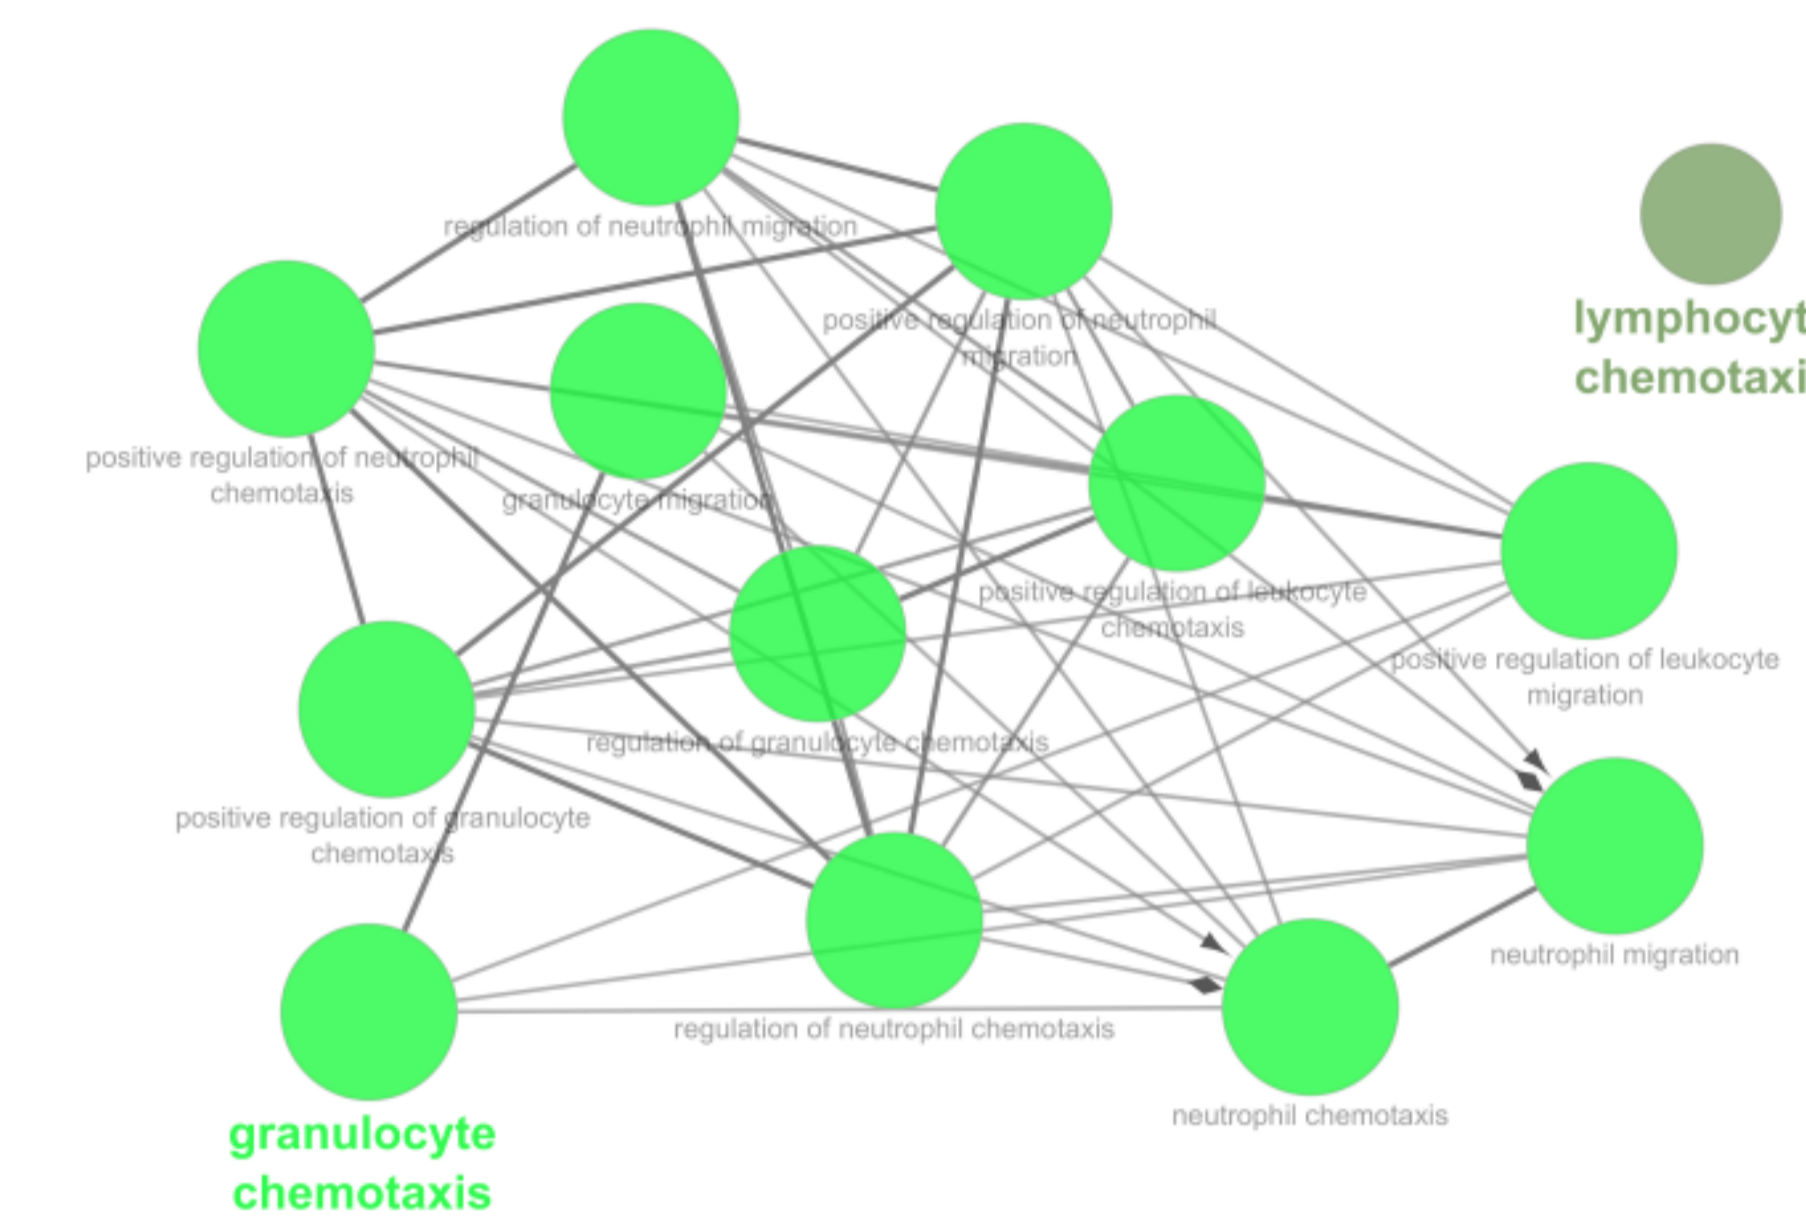 regulation of neutrophil migration
positive regulation of neutrophil
migration
lymphocyt
chemotaxi
positive regulation of neutrophil
chemotaxis
granulocyte migration
positive regulation of leukocyte
chemotaxis
positive regulation of leukocyte
migration
regulation of granulocyte chemotaxis
positive regulation of granulocyte
chemotaxis
neutrophil migration
regulation of neutrophil chemotaxis
neutrophil chemotaxis
granulocyte
chemotaxis